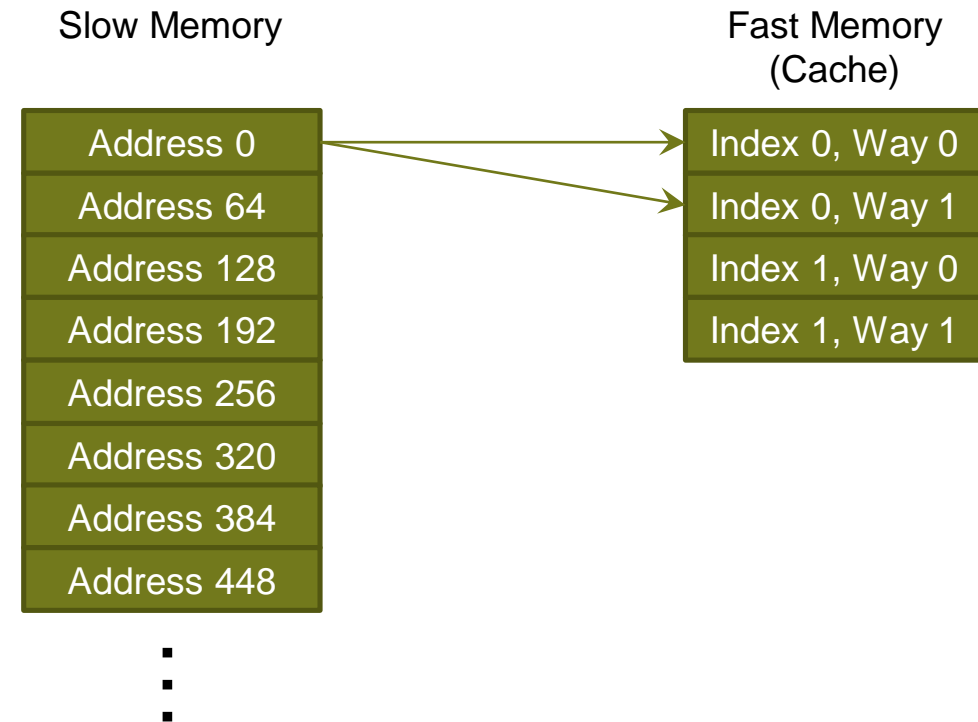 Slow Memory
Fast Memory
(Cache)
Address 0
Address 64
Address 128
Address 192
Address 256
Address 320
Address 384
Address 448
Index 0, Way 0
Index 0, Way 1
Index 1, Way 0
Index 1, Way 1